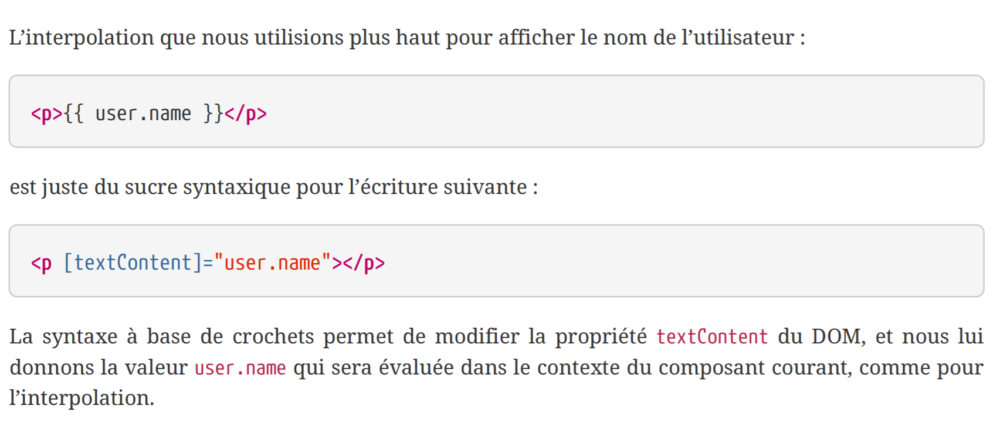 L’interpolation que nous utilisions plus haut pour afficher le nom de l’utilisateur :
<p>{{ user.name }}</p>
est juste du sucre syntaxique pour l’écriture suivante :
<p [textContent]="user.name"></p>
La syntaxe à base de crochets permet de modifier la propriété textContent du DOM, et nous lui
donnons la valeur user.name qui sera évaluée dans le contexte du composant courant, comme pour
l’interpolation.